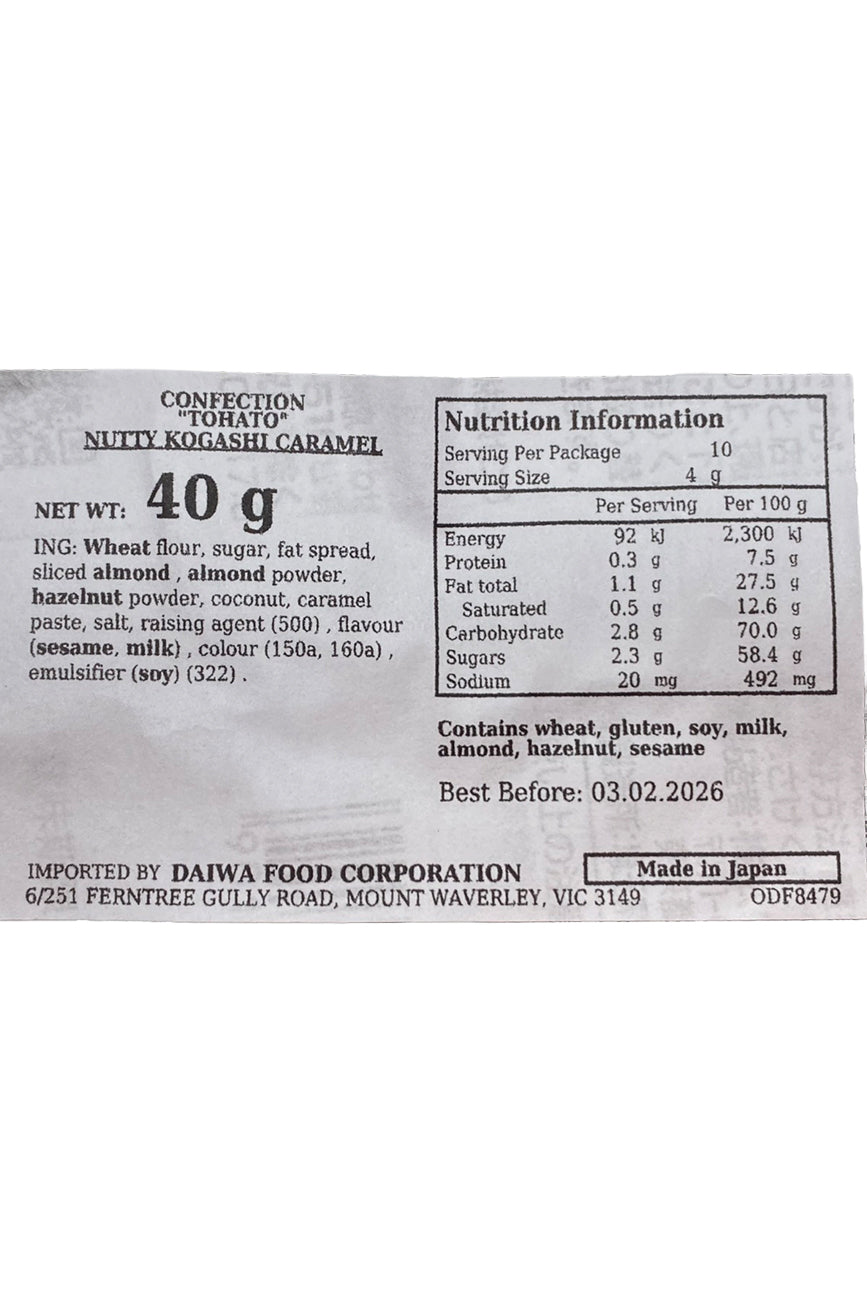 CONFECTION
"TOHATO"
NUTTY KOGASHI CARAMEL
NET WT: 40 g
ING: Wheat flour, sugar, fat spread,
sliced almond , almond powder,
hazelnut powder, coconut, caramel
paste, salt, raising agent (500) , flavour
(sesame, milk) , colour (150a, 160a) ,
emulsifier (soy) (322) .
Nutrition Information
Serving Per Package 10
Serving Size 4 g
Per Serving Per 100 g
Energy 92 kJ 2,300 kJ
Protein 0.3 g 7.5 g
Fat total 1.1 g 27.5 g
Saturated 0.5 g 12.6 g
Carbohydrate 2.8 g 70.0 g
Sugars 2.3 g 58.4 g
Sodium 20 mg 492 mg
Contains wheat, gluten, soy, milk,
almond, hazelnut, sesame
Best Before: 03.02.2026
IMPORTED BY DAIWA FOOD CORPORATION
Made in Japan
6/251 FERNTREE GULLY ROAD, MOUNT WAVERLEY, VIC 3149
ODF8479